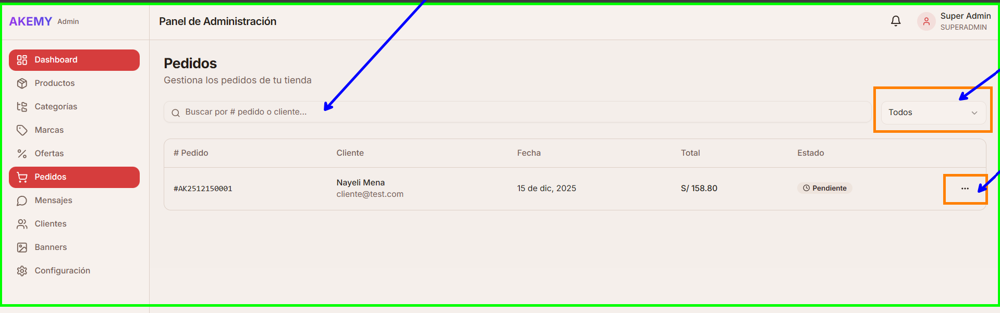 AKEMY Admin
Panel de Administración
Super Admin
SUPERADMIN
Dashboard
Productos
Categorías
Marcas
Ofertas
Pedidos
Mensajes
Clientes
Banners
Configuración
Pedidos
Gestiona los pedidos de tu tienda
Buscar por # pedido o cliente...
Todos
# Pedido Cliente Fecha Total Estado
#AK2512150001 Nayeli Mena 15 de dic, 2025 S/ 158.80 Pendiente
cliente@test.com